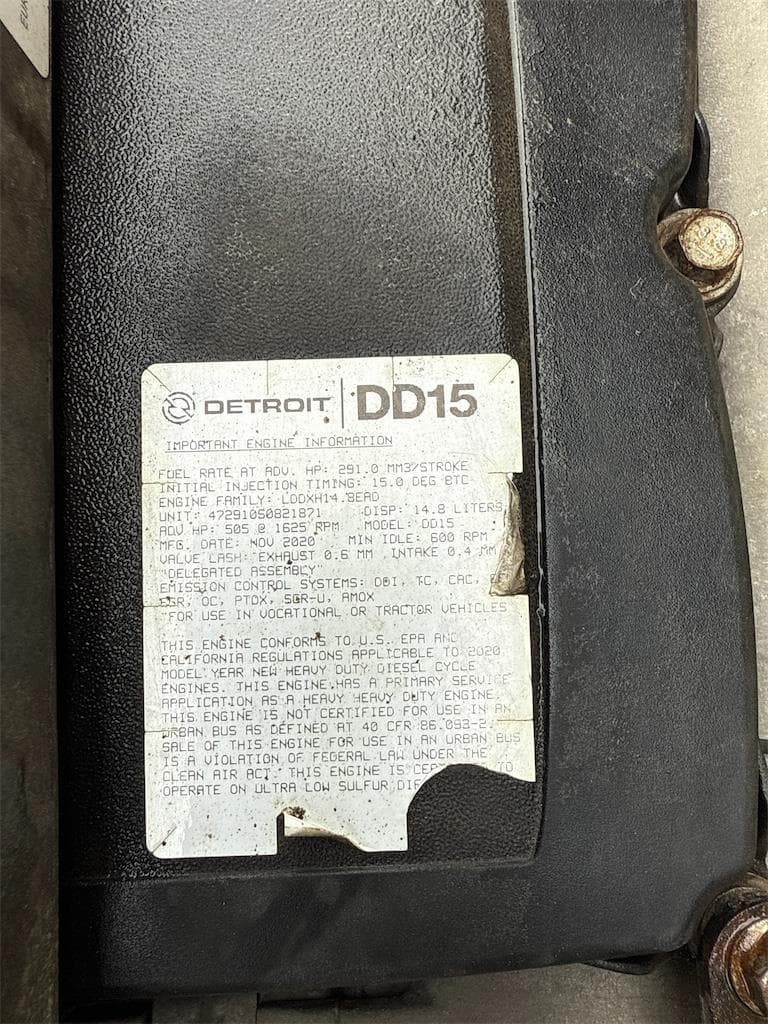 DETROIT DD15
IMPORTANT ENGINE INFORMATION
FUEL RATE AT ADV. HP: 291.0 MM3/STROKE
INITIAL INJECTION TIMING: 15.0 DEG BTC
ENGINE FAMILY: LDDXH14.8EAD
UNIT: 472910S0821871 DISP: 14.8 LITERS
ADV HP: 505 @ 1625 RPM MODEL: DD15
MFG. DATE: NOV 2020 MIN IDLE: 600 RPM
VALVE LASH: EXHAUST 0.6 MM INTAKE 0.4 MM
"DELEGATED ASSEMBLY"
EMISSION CONTROL SYSTEMS: DDI, TC, CAC,
EGR, OC, PTOX, SCR-U, AMOX
"FOR USE IN VOCATIONAL OR TRACTOR VEHICLES
THIS ENGINE CONFORMS TO U.S. EPA AND
CALIFORNIA REGULATIONS APPLICABLE TO 2020
MODEL YEAR NEW HEAVY DUTY DIESEL CYCLE
ENGINES. THIS ENGINE HAS A PRIMARY SERVICE
APPLICATION AS A HEAVY HEAVY DUTY ENGINE.
THIS ENGINE IS NOT CERTIFIED FOR USE IN AN
URBAN BUS AS DEFINED AT 40 CFR 86.093-2.
SALE OF THIS ENGINE FOR USE IN AN URBAN BUS
IS A VIOLATION OF FEDERAL LAW UNDER THE
CLEAN AIR ACT. THIS ENGINE IS TO
OPERATE ON ULTRA LOW SULFUR